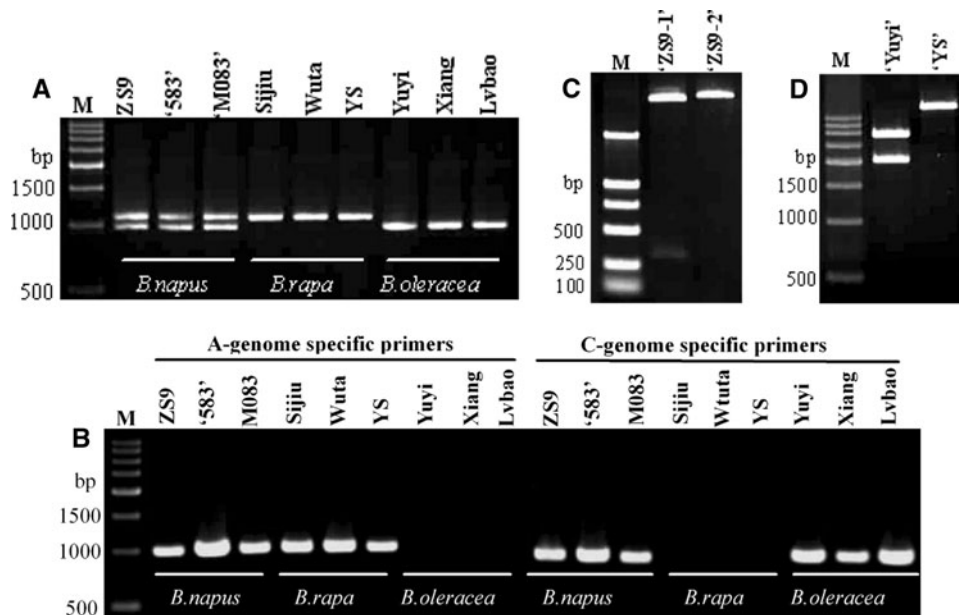 A
M
ZS9
‘583’
‘M083’
Sijiu
Wuta
YS
Yuyi
Xiang
Lvbao
bp
1500
1000
500
B.napus
B.rapa
B.oleracea
C
M
‘ZS9-1’
‘ZS9-2’
bp
500
250
100
D
M
‘Yuyi’
‘YS’
bp
1500
1000
500
A-genome specific primers
C-genome specific primers
B
M
ZS9
‘583’
M083
Sijiu
Wuta
YS
Yuyi
Xiang
Lvbao
ZS9
‘583’
M083
Sijiu
Wtuta
YS
Yuyi
Xiang
Lvbao
bp
1500
1000
500
B.napus
B.rapa
B.oleracea
B.napus
B.rapa
B.oleracea